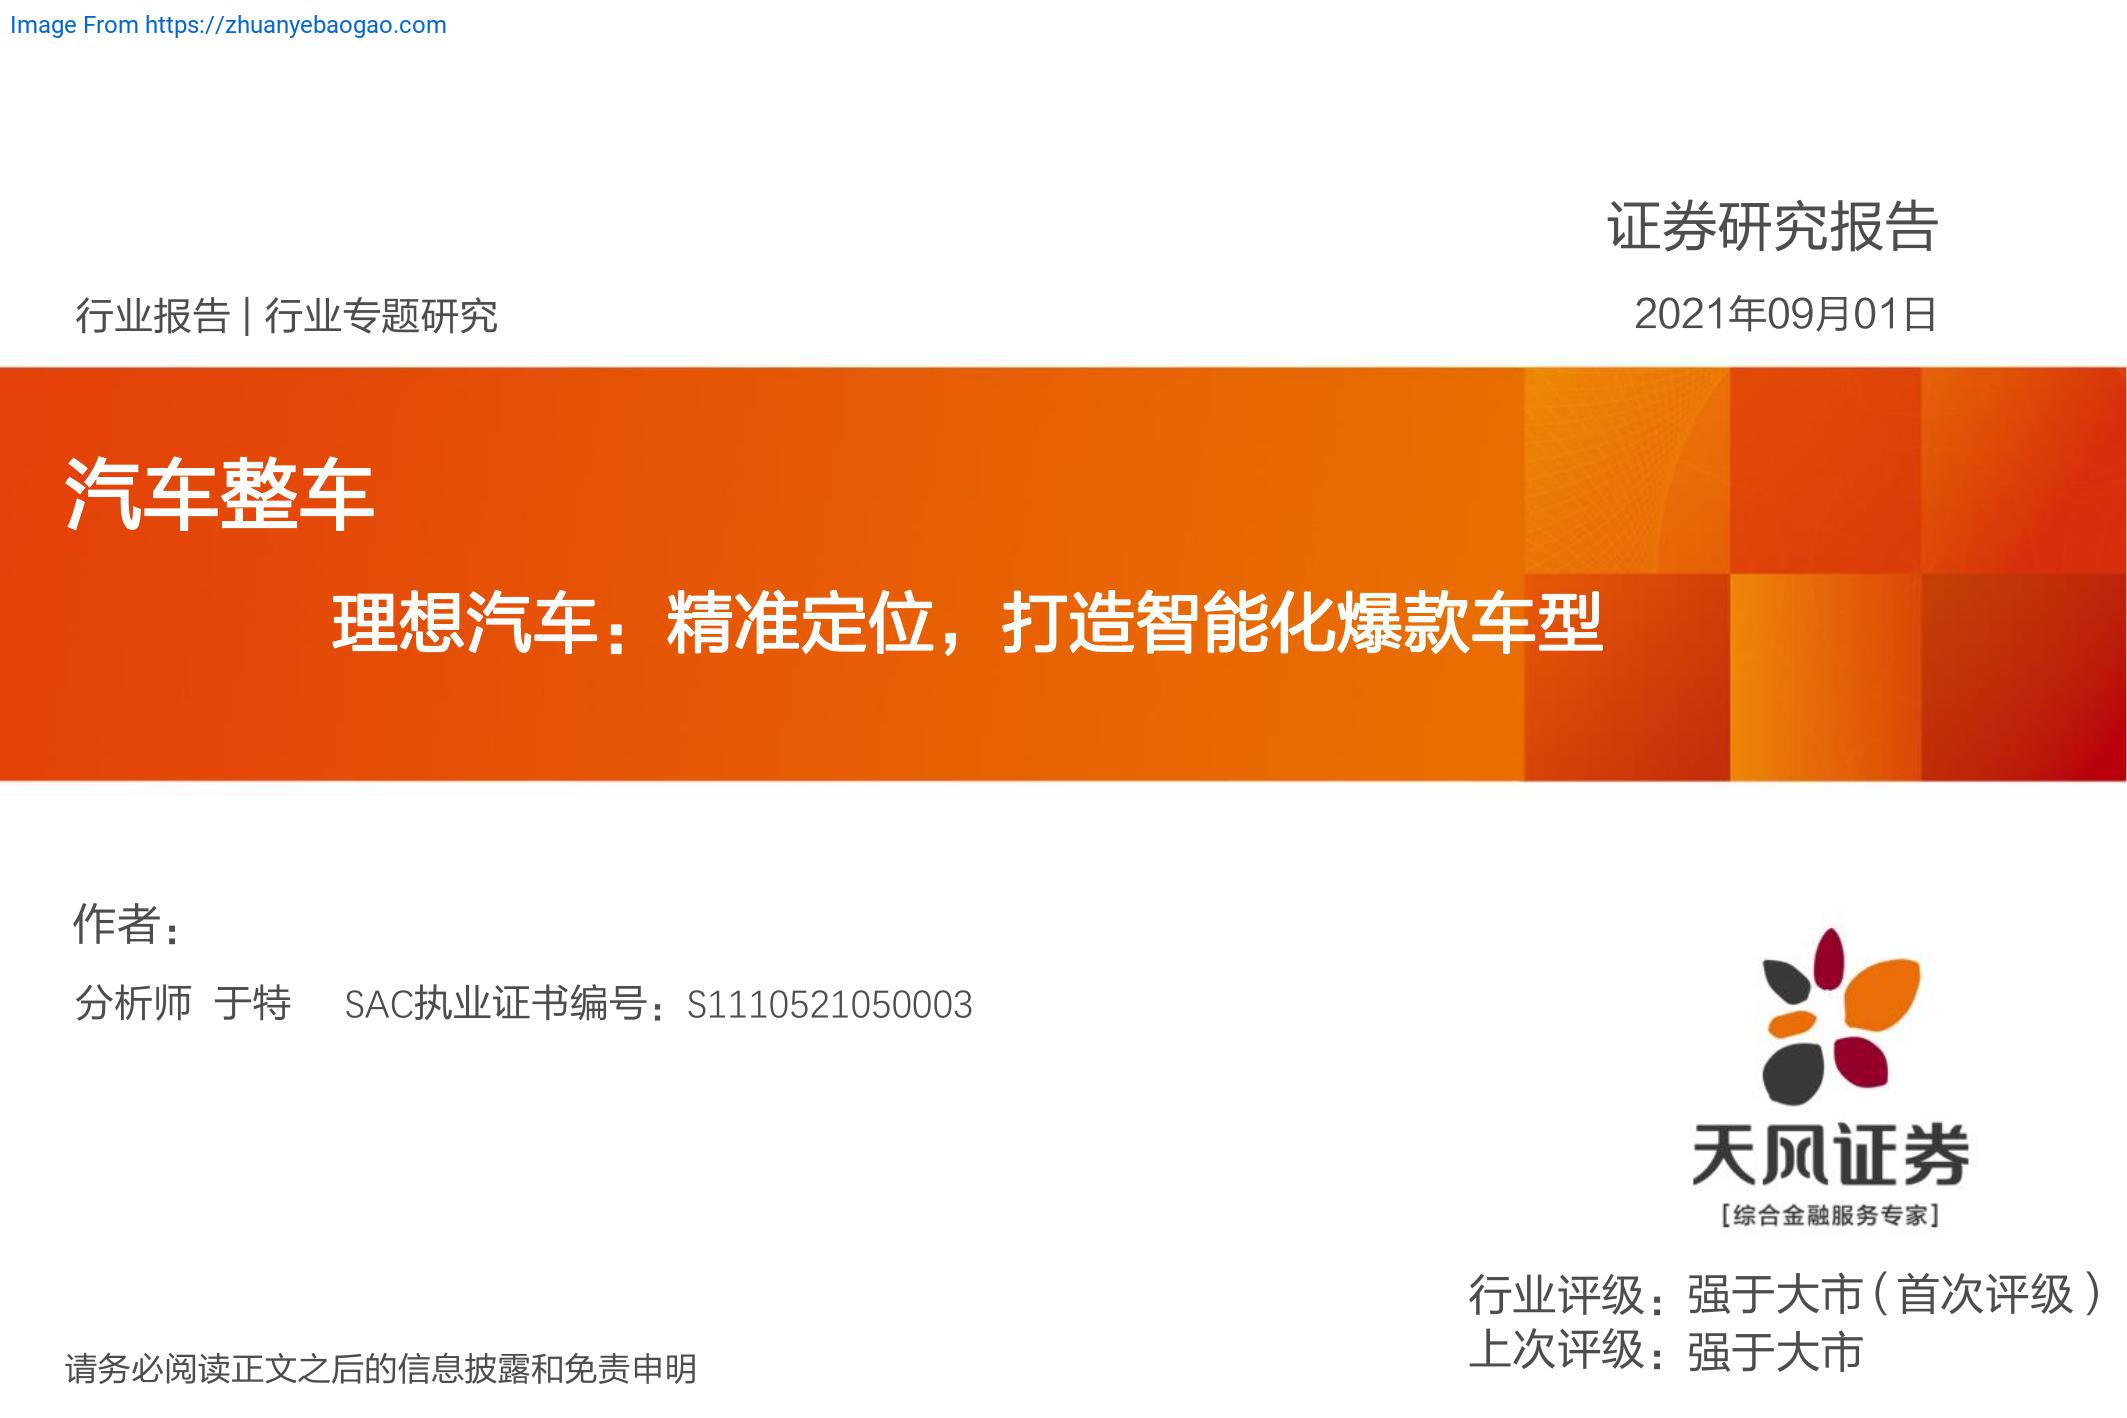 Image From https://zhuanyebaogao.com
证券研究报告
行业报告 | 行业专题研究
2021年09月01日
汽车整车
理想汽车：精准定位，打造智能化爆款车型
作者：
分析师 于特 SAC执业证书编号：S1110521050003
天风证券
[综合金融服务专家]
行业评级：强于大市（首次评级）
上次评级：强于大市
请务必阅读正文之后的信息披露和免责申明